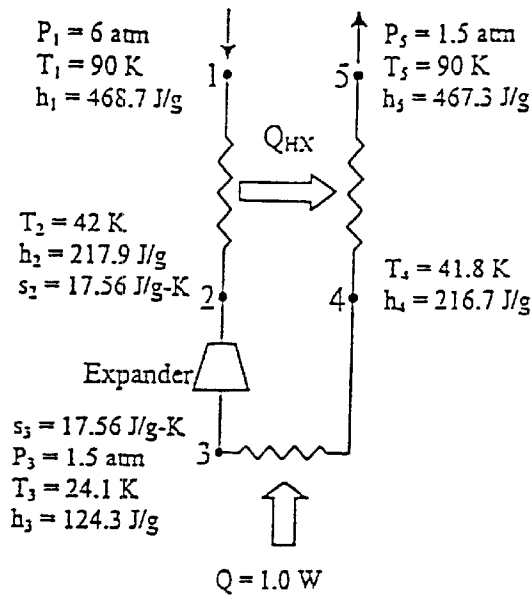 P₁ = 6 atm
T₁ = 90 K
h₁ = 468.7 J/g
1
P₅ = 1.5 atm
T₅ = 90 K
h₅ = 467.3 J/g
5
Q_HX
T₂ = 42 K
h₂ = 217.9 J/g
s₂ = 17.56 J/g-K
2
T₄ = 41.8 K
h₄ = 216.7 J/g
4
Expander
s₃ = 17.56 J/g-K
P₃ = 1.5 atm
T₃ = 24.1 K
h₃ = 124.3 J/g
3
Q = 1.0 W